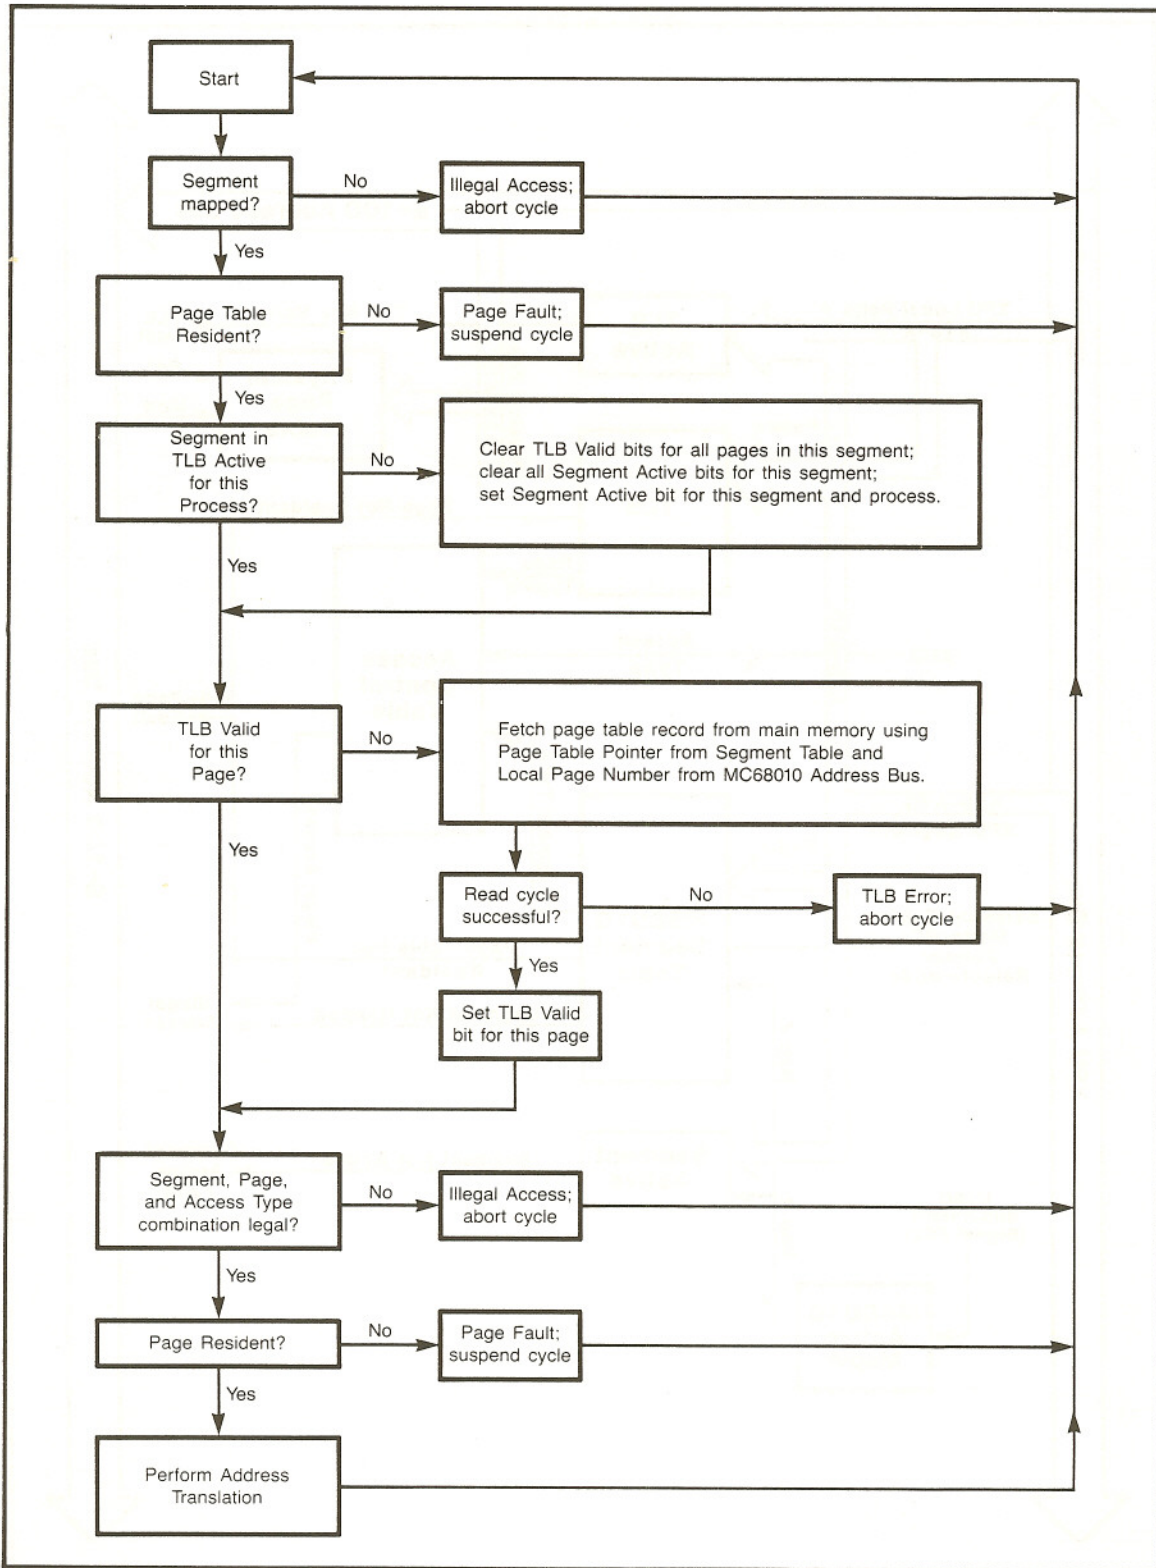 Start
Segment
mapped?
No
Illegal Access;
abort cycle
Yes
Page Table
Resident?
No
Page Fault;
suspend cycle
Yes
Segment in
TLB Active
for this
Process?
No
Clear TLB Valid bits for all pages in this segment;
clear all Segment Active bits for this segment;
set Segment Active bit for this segment and process.
Yes
TLB Valid
for this
Page?
No
Fetch page table record from main memory using
Page Table Pointer from Segment Table and
Local Page Number from MC68010 Address Bus.
Yes
Read cycle
successful?
No
TLB Error;
abort cycle
Yes
Set TLB Valid
bit for this page
Segment, Page,
and Access Type
combination legal?
No
Illegal Access;
abort cycle
Yes
Page Resident?
No
Page Fault;
suspend cycle
Yes
Perform Address
Translation